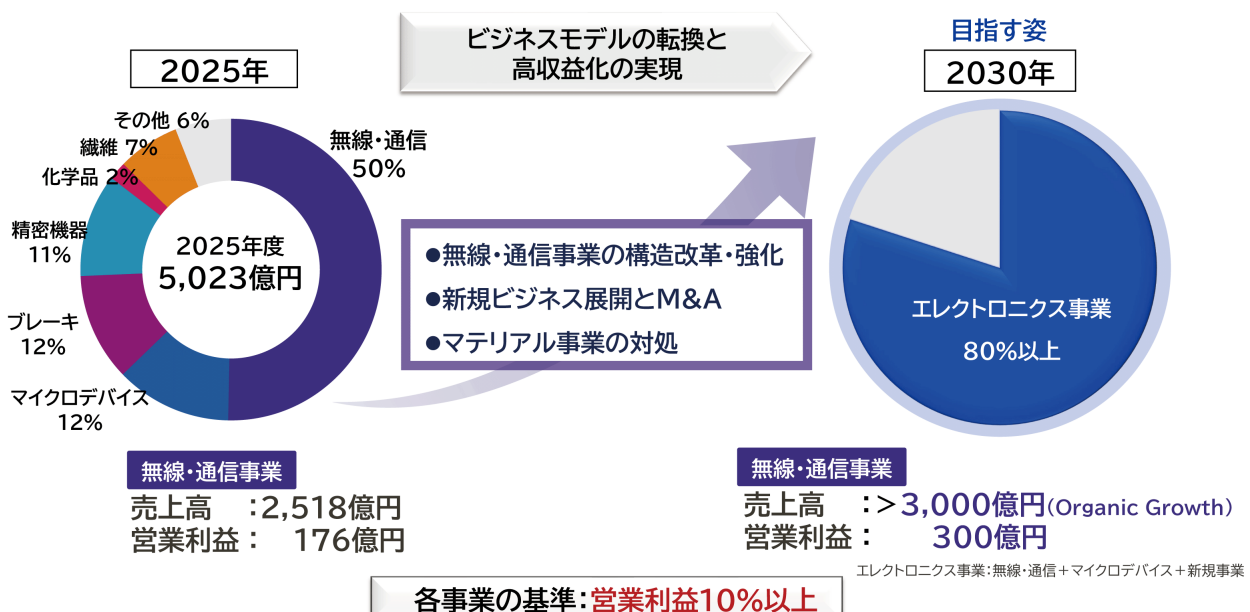 ビジネスモデルの転換と
高収益化の実現
2025年
目指す姿
2030年
その他 6%
繊維 7%
化学品 2%
精密機器
11%
ブレーキ
12%
マイクロデバイス
12%
無線・通信
50%
2025年度
5,023億円
●無線・通信事業の構造改革・強化
●新規ビジネス展開とM&A
●マテリアル事業の対処
エレクトロニクス事業
80%以上
無線・通信事業
売上高 :2,518億円
営業利益: 176億円
無線・通信事業
売上高 :>3,000億円(Organic Growth)
営業利益: 300億円
エレクトロニクス事業:無線・通信+マイクロデバイス+新規事業
各事業の基準:営業利益10%以上